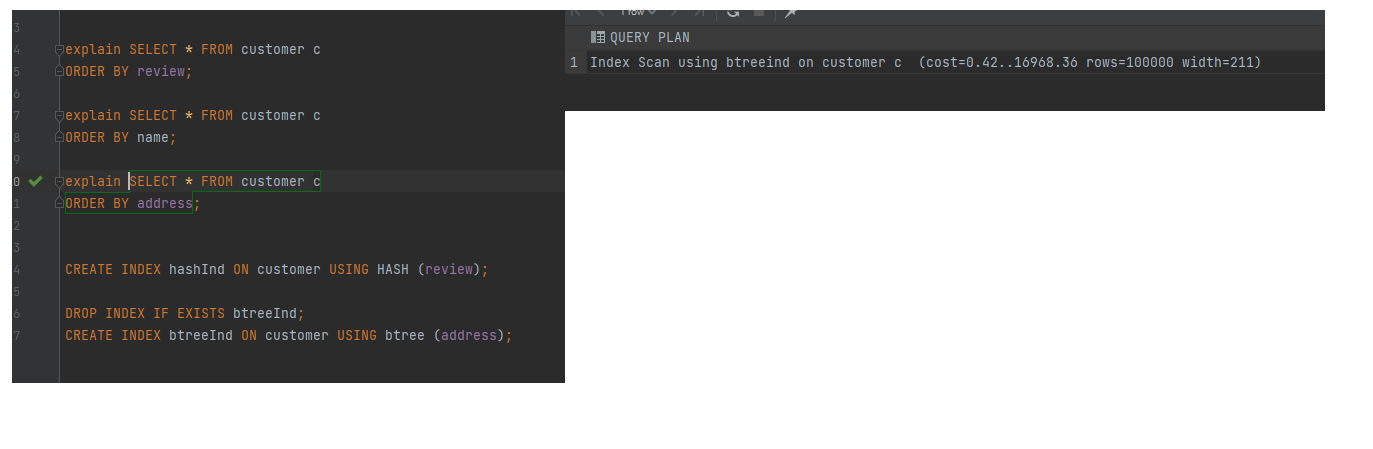 3
4 explain SELECT * FROM customer c
5 ORDER BY review;
6
7 explain SELECT * FROM customer c
8 ORDER BY name;
9
0 explain SELECT * FROM customer c
1 ORDER BY address;
2
3
4 CREATE INDEX hashInd ON customer USING HASH (review);
5
6 DROP INDEX IF EXISTS btreeInd;
7 CREATE INDEX btreeInd ON customer USING btree (address);
1 row
QUERY PLAN
1 Index Scan using btreeind on customer c  (cost=0.42..16968.36 rows=100000 width=211)